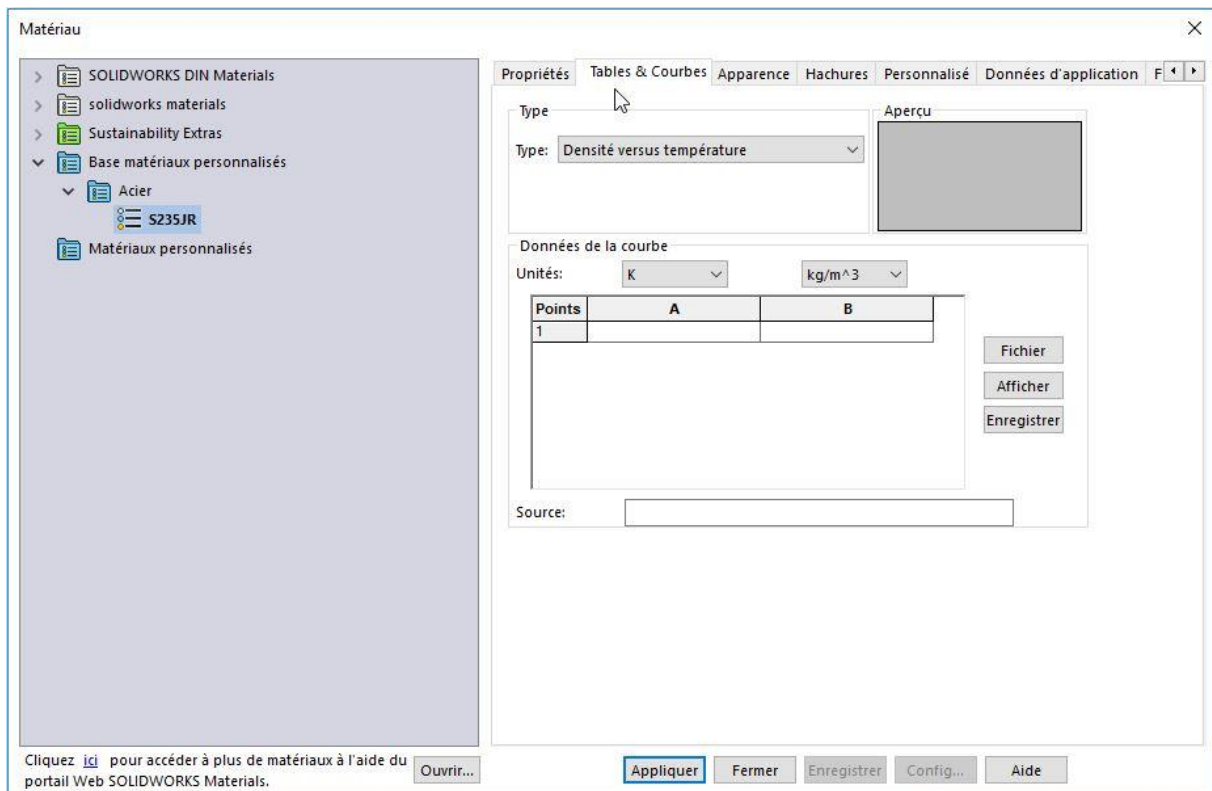 Matériau
SOLIDWORKS DIN Materials
solidworks materials
Sustainability Extras
Base matériaux personnalisés
Acier
S235JR
Matériaux personnalisés
Cliquez ici pour accéder à plus de matériaux à l'aide du
portail Web SOLIDWORKS Materials.
Ouvrir...
Propriétés Tables & Courbes Apparence Hachures Personnalisé Données d'application F
Type
Type: Densité versus température
Aperçu
Données de la courbe
Unités: K kg/m^3
Points A B
1
Fichier
Afficher
Enregistrer
Source:
Appliquer Fermer Enregistrer Config... Aide